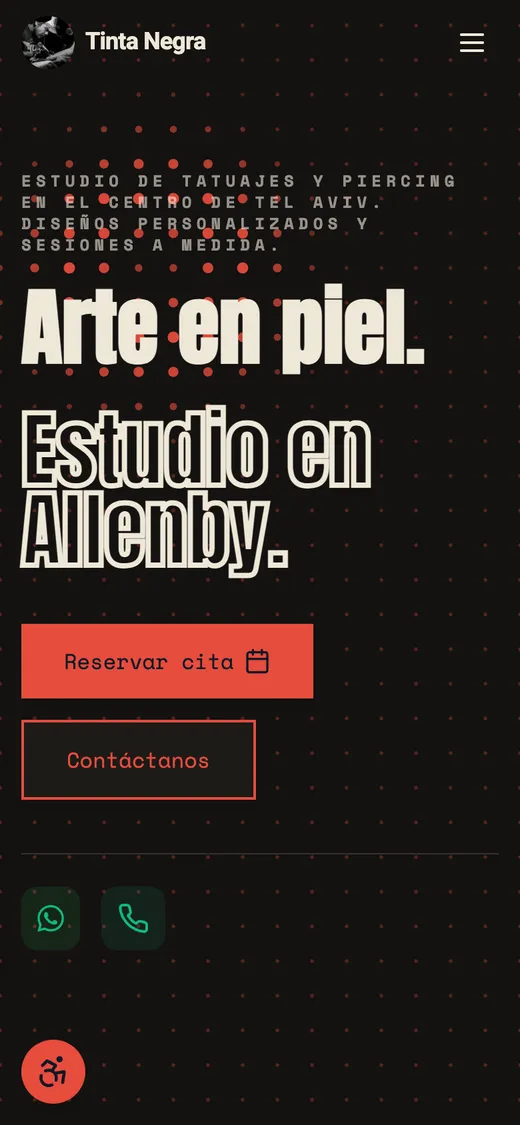 Tinta Negra
ESTUDIO DE TATUAJES Y PIERCING
EN EL CENTRO DE TEL AVIV.
DISEÑOS PERSONALIZADOS Y
SESIONES A MEDIDA.
Arte en piel.
Estudio en
Allenby.
Reservar cita
Contáctanos